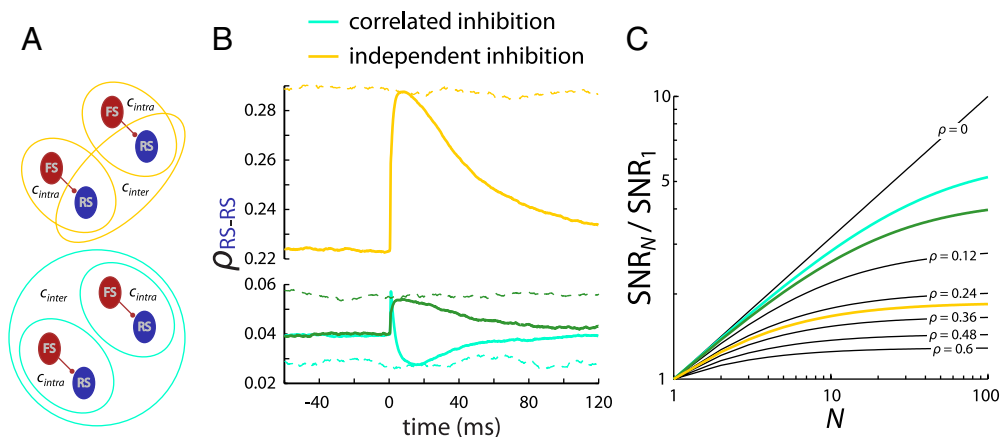 A
FS
c_intra
RS
FS
c_intra
RS
c_inter
c_inter
FS
c_intra
RS
FS
c_intra
RS
B
correlated inhibition
independent inhibition
ρRS-RS
0.28
0.26
0.24
0.22
0.06
0.04
0.02
-40
0
40
80
120
time (ms)
C
SNR_N / SNR_1
10
5
1
ρ=0
ρ=0.12
ρ=0.24
ρ=0.36
ρ=0.48
ρ=0.6
1
10
100
N